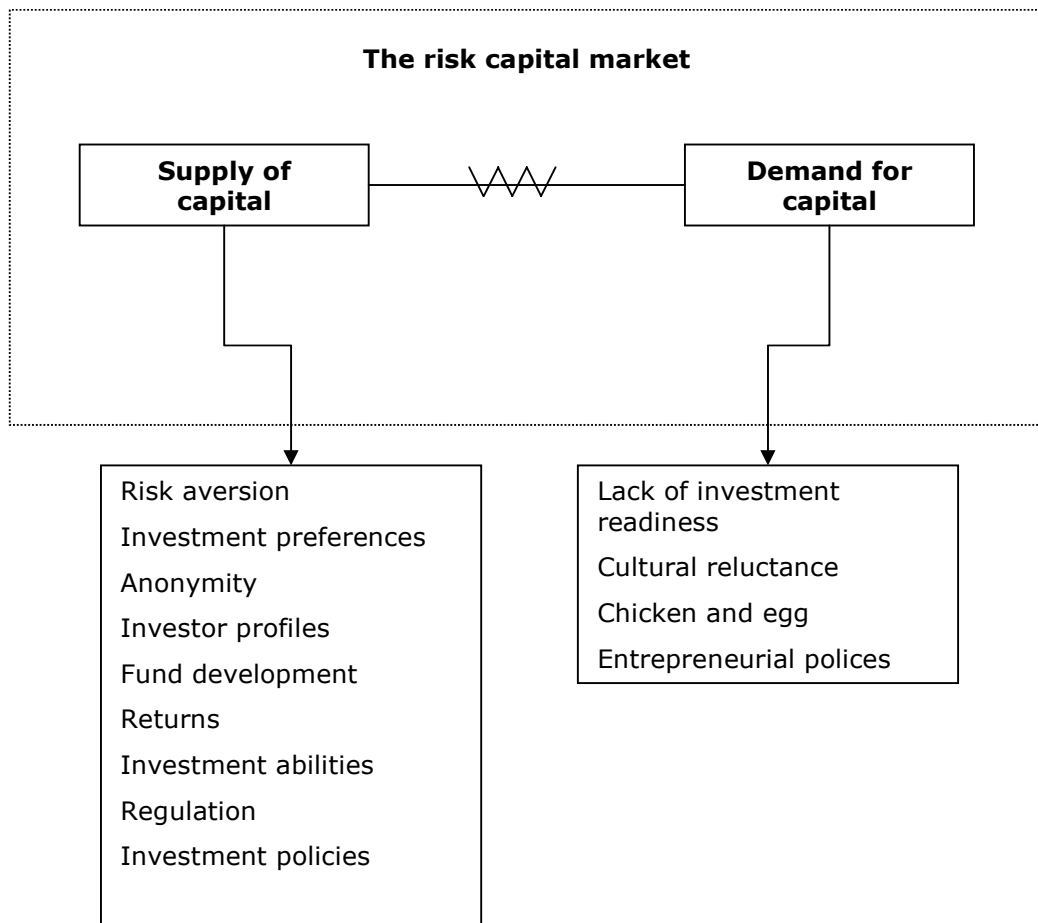 The risk capital market
Supply of
capital
Demand for
capital
Risk aversion
Investment preferences
Anonymity
Investor profiles
Fund development
Returns
Investment abilities
Regulation
Investment policies
Lack of investment
readiness
Cultural reluctance
Chicken and egg
Entrepreneurial polices